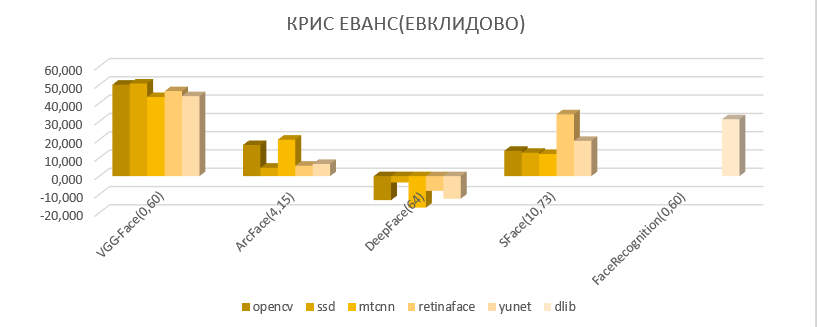 КРИС ЕВАНС(ЕВКЛИДОВО)
60,000
50,000
40,000
30,000
20,000
10,000
0,000
-10,000
-20,000
VGG-Face(0,60)
ArcFace(4,15)
DeepFace(64)
SFace(10,73)
FaceRecognition(0,60)
opencv ssd mtcnn retinaface yunet dlib